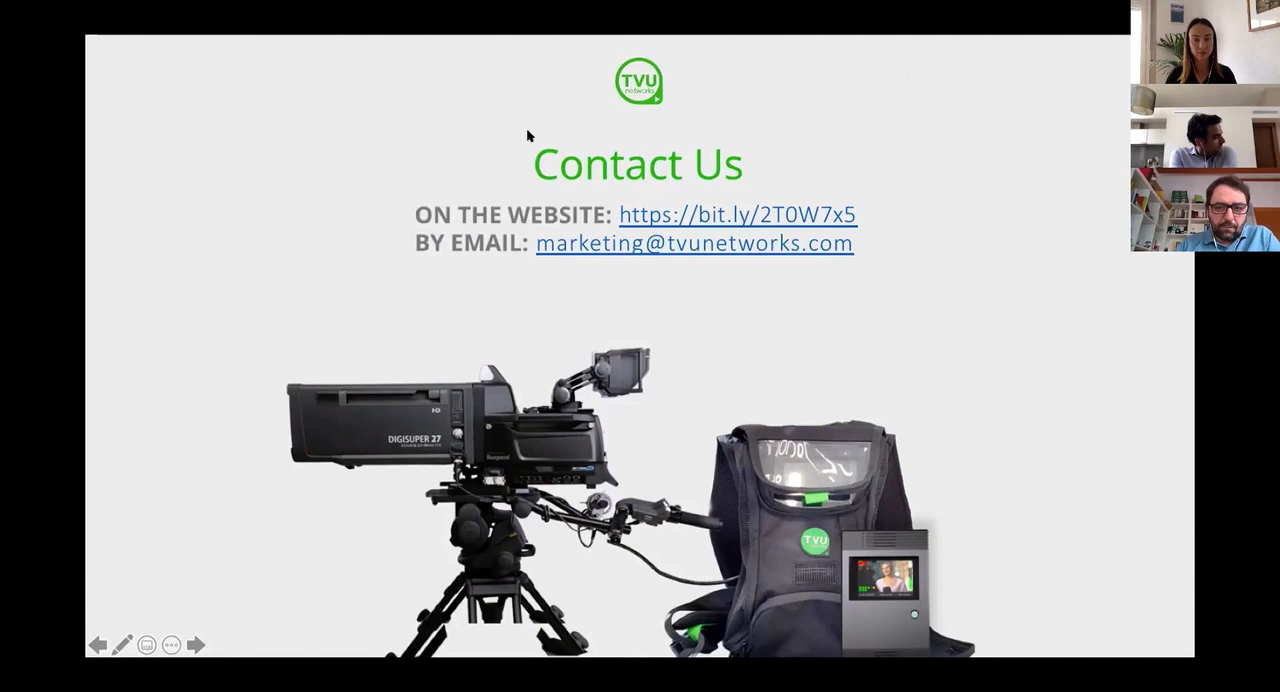 TVU
networks
Contact Us
ON THE WEBSITE: https://bit.ly/2T0W7x5
BY EMAIL: marketing@tvunetworks.com
DIGISUPER 27
Ikegami
TVU